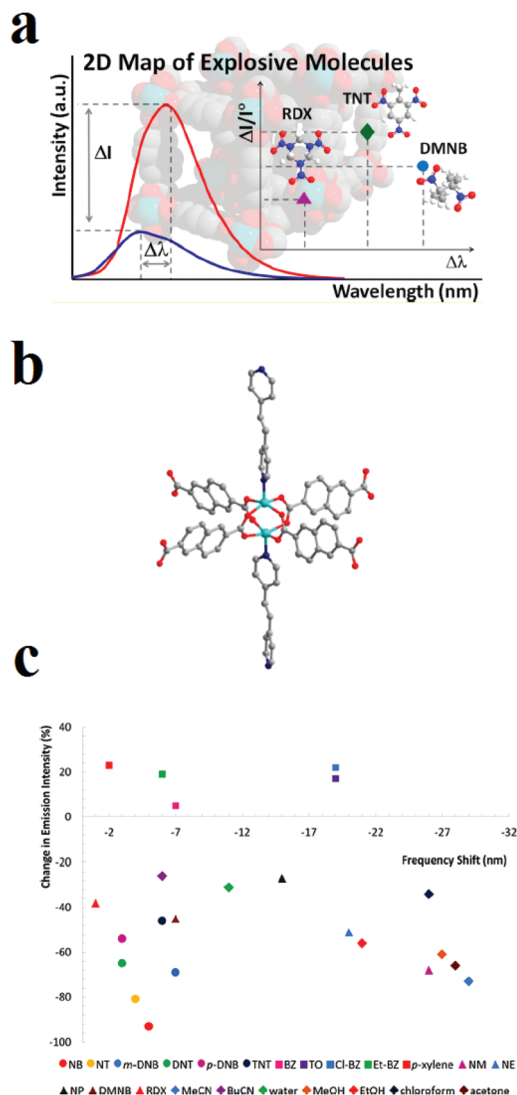 a
2D Map of Explosive Molecules
Intensity (a.u.)
ΔI
Δλ
Wavelength (nm)
ΔI/I°
RDX
TNT
DMNB
Δλ
b
c
Change in Emission Intensity (%)
40
20
0
-20
-40
-60
-80
-100
-2 -7 -12 -17 -22 -27 -32
Frequency Shift (nm)
NB NT m-DNB DNT p-DNB TNT BZ TO Cl-BZ Et-BZ p-xylene NM NE
NP DMNB RDX MeCN BuCN water MeOH EtOH chloroform acetone